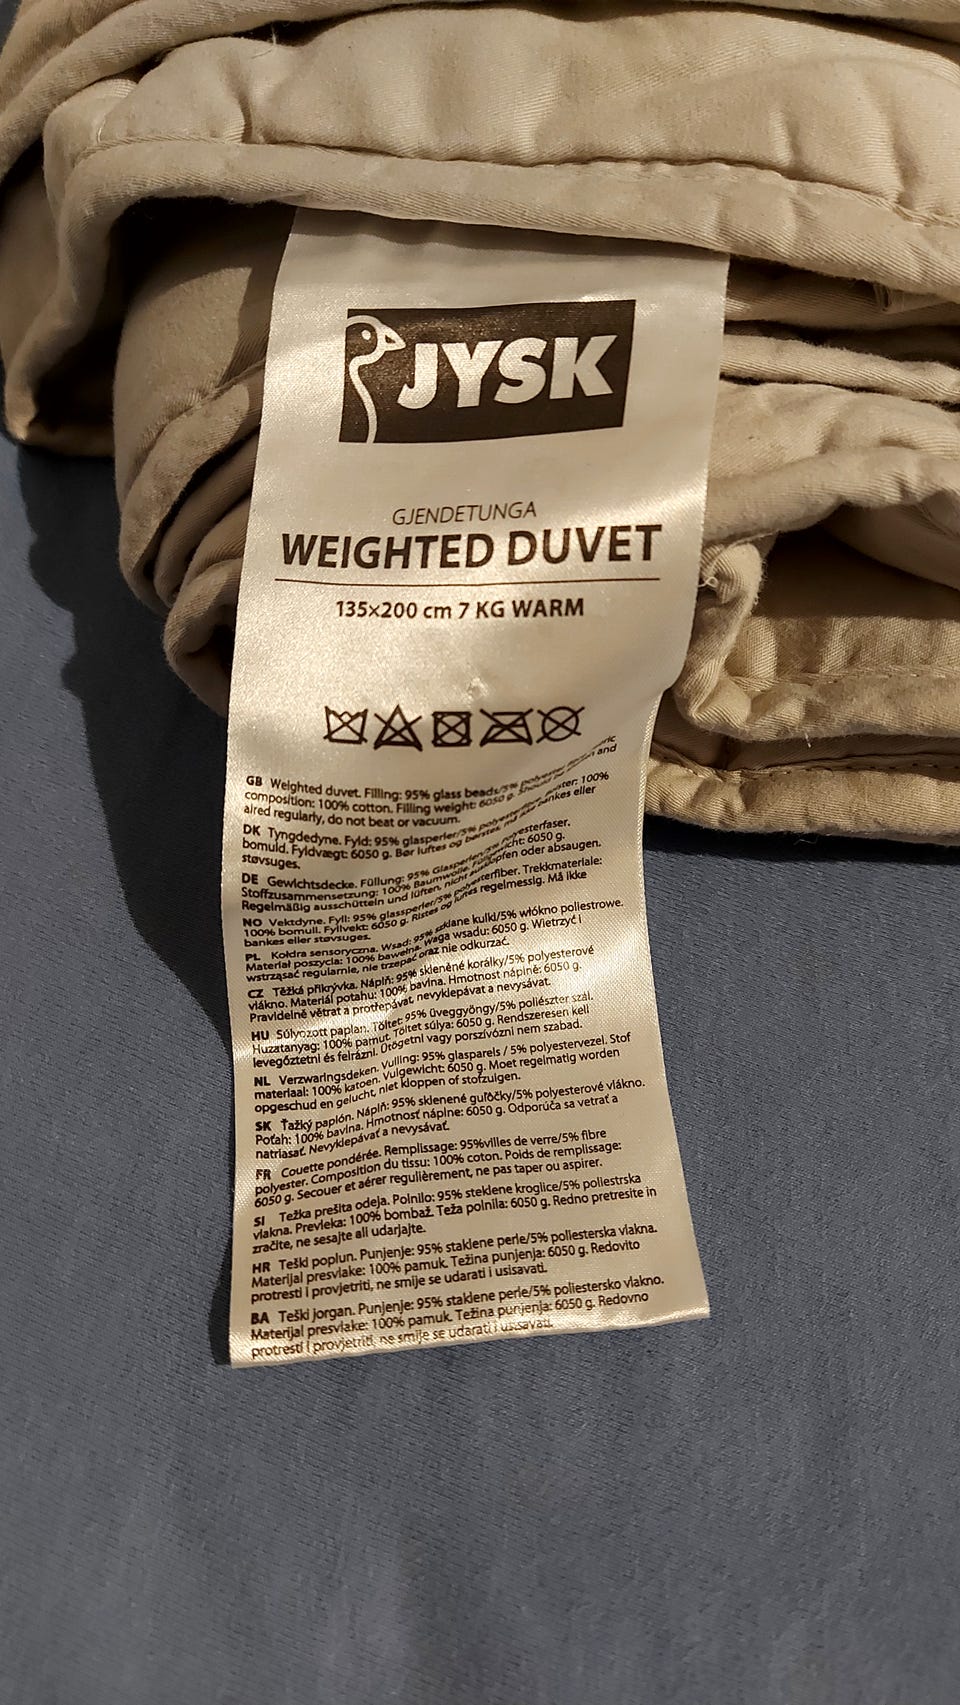 JYSK
GJENDETUNGA
WEIGHTED DUVET
135×200 cm 7 KG WARM
GB Weighted duvet. Filling: 95% glass beads/5% polyester
composition: 100% cotton. Filling weight: 6050 g. Should be and
aired regularly, do not beat or vacuum.
DK Tyngdedyne. Fyld: 95% glasperler/5% 100%
bomuld. Fyldvægt: 6050 g. Bør luftes og børstes, må ikke bankes eller
støvsuges.
DE Gewichtsdecke. Füllung: 95% Glasperlen/5% Polyesterfaser.
Stoffzusammensetzung: 100% Baumwolle. Füllgewicht: 6050 g.
Regelmäßig ausschütteln und lüften, nicht ausklopfen oder absaugen.
NO Vektdyne. Fyll: 95% glassperler/5% polyesterfiber. Trekkmateriale:
100% bomull. Fyllvekt: 6050 g. Ristes og luftes regelmessig. Må ikke
bankes eller støvsuges.
PL Kołdra sensoryczna. Wsad: 95% szklane kulki/5% włókno poliestrowe.
Materiał poszycia: 100% bawełna. Waga wsadu: 6050 g. Wietrzyć i
wstrząsać regularnie, nie trzepać oraz nie odkurzać.
CZ Těžká přikrývka. Náplň: 95% skleněné korálky/5% polyesterové
vlákno. Materiál potahu: 100% bavlna. Hmotnost náplně: 6050 g.
Pravidelně větrat a protřepávat, nevyklepávat a nevysávat.
HU Súlyozott paplan. Töltet: 95% üveggyöngy/5% poliészter szál.
Huzatanyag: 100% pamut. Töltet súlya: 6050 g. Rendszeresen kell
levegőztetni és felrázni. Ütögetni vagy porszívózni nem szabad.
NL Verzwaringsdeken. Vulling: 95% glasparels / 5% polyestervezel. Stof
materiaal: 100% katoen. Vulgewicht: 6050 g. Moet regelmatig worden
opgeschud en gelucht, niet kloppen of stofzuigen.
SK Ťažký paplón. Náplň: 95% sklenené guľôčky/5% polyesterové vlákno.
Poťah: 100% bavlna. Hmotnosť náplne: 6050 g. Odporúča sa vetrať a
natriasať. Nevyklepávať a nevysávať.
FR Couette pondérée. Remplissage: 95%villes de verre/5% fibre
polyester. Composition du tissu: 100% coton. Poids de remplissage:
6050 g. Secouer et aérer regulièrement, ne pas taper ou aspirer.
SI Težka prešita odeja. Polnilo: 95% steklene kroglice/5% poliestrska
vlakna. Prevleka: 100% bombaž. Teža polnila: 6050 g. Redno pretresite in
zračite, ne sesajte ali udarjajte.
HR Teški poplun. Punjenje: 95% staklene perle/5% poliesterska vlakna.
Materijal presvlake: 100% pamuk. Težina punjenja: 6050 g. Redovito
protresti i provjetriti, ne smije se udarati i usisavati.
BA Teški jorgan. Punjenje: 95% staklene perle/5% poliestersko vlakno.
Materijal presvlake: 100% pamuk. Težina punjenja: 6050 g. Redovno
protresti i provjetriti, ne smije se udarati i usisavati.